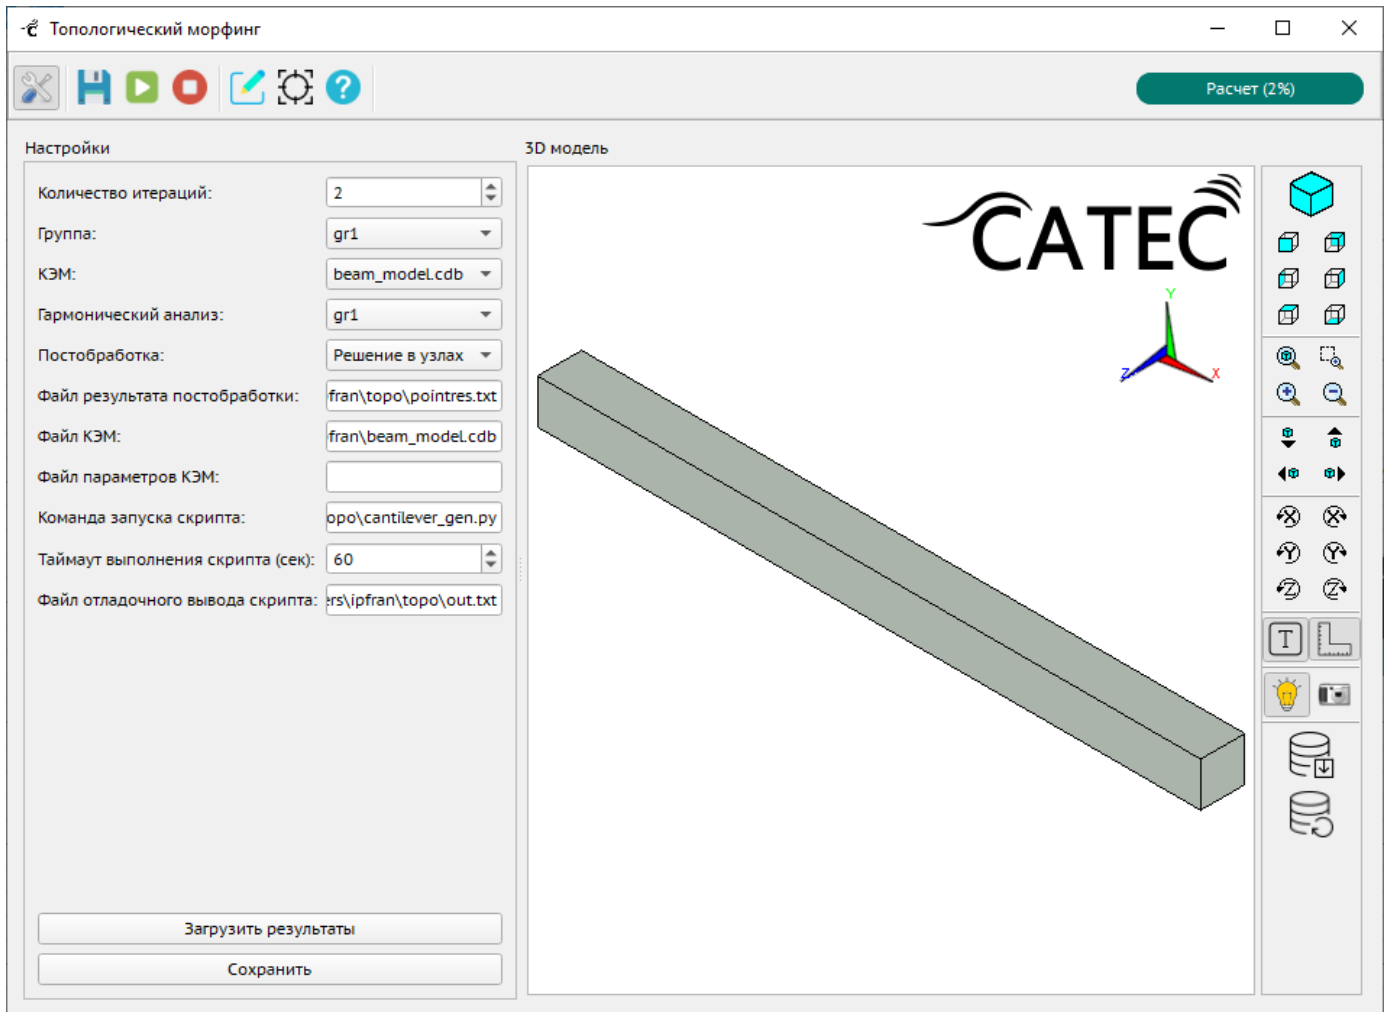 Топологический морфинг
Расчет (2%)
Настройки
3D модель
Количество итераций: 2
Группа: gr1
КЭМ: beam_model.cdb
Гармонический анализ: gr1
Постобработка: Решение в узлах
Файл результата постобработки: fran\topo\pointres.txt
Файл КЭМ: fran\beam_model.cdb
Файл параметров КЭМ:
Команда запуска скрипта: opo\cantilever_gen.py
Таймаут выполнения скрипта (сек): 60
Файл отладочного вывода скрипта: rs\ipfran\topo\out.txt
Загрузить результаты
Сохранить
CATEC
Y
Z
X
X X
Y Y
Z Z
T